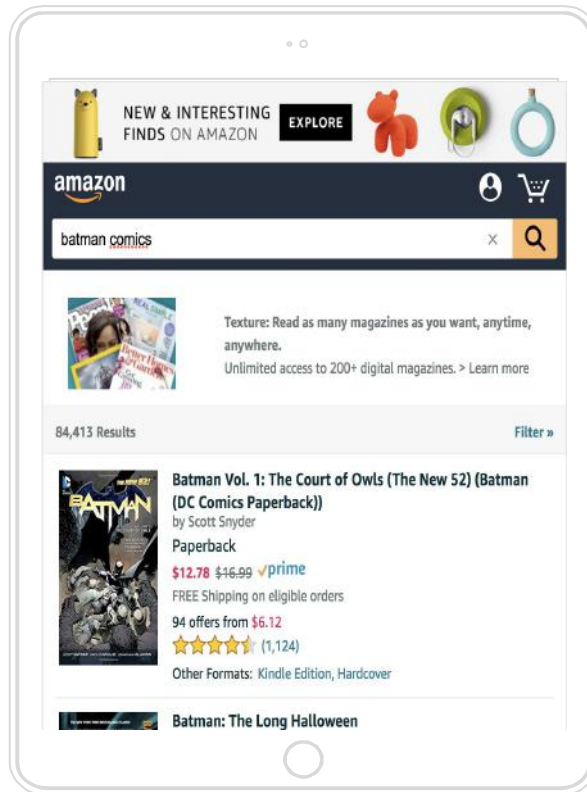 NEW & INTERESTING
FINDS ON AMAZON
EXPLORE
amazon
batman comics
X
Texture: Read as many magazines as you want, anytime,
anywhere.
Unlimited access to 200+ digital magazines. > Learn more
84,413 Results
Filter »
BATMAN
Batman Vol. 1: The Court of Owls (The New 52) (Batman
(DC Comics Paperback))
by Scott Snyder
Paperback
$12.78 $16.99 prime
FREE Shipping on eligible orders
94 offers from $6.12
(1,124)
Other Formats: Kindle Edition, Hardcover
Batman: The Long Halloween